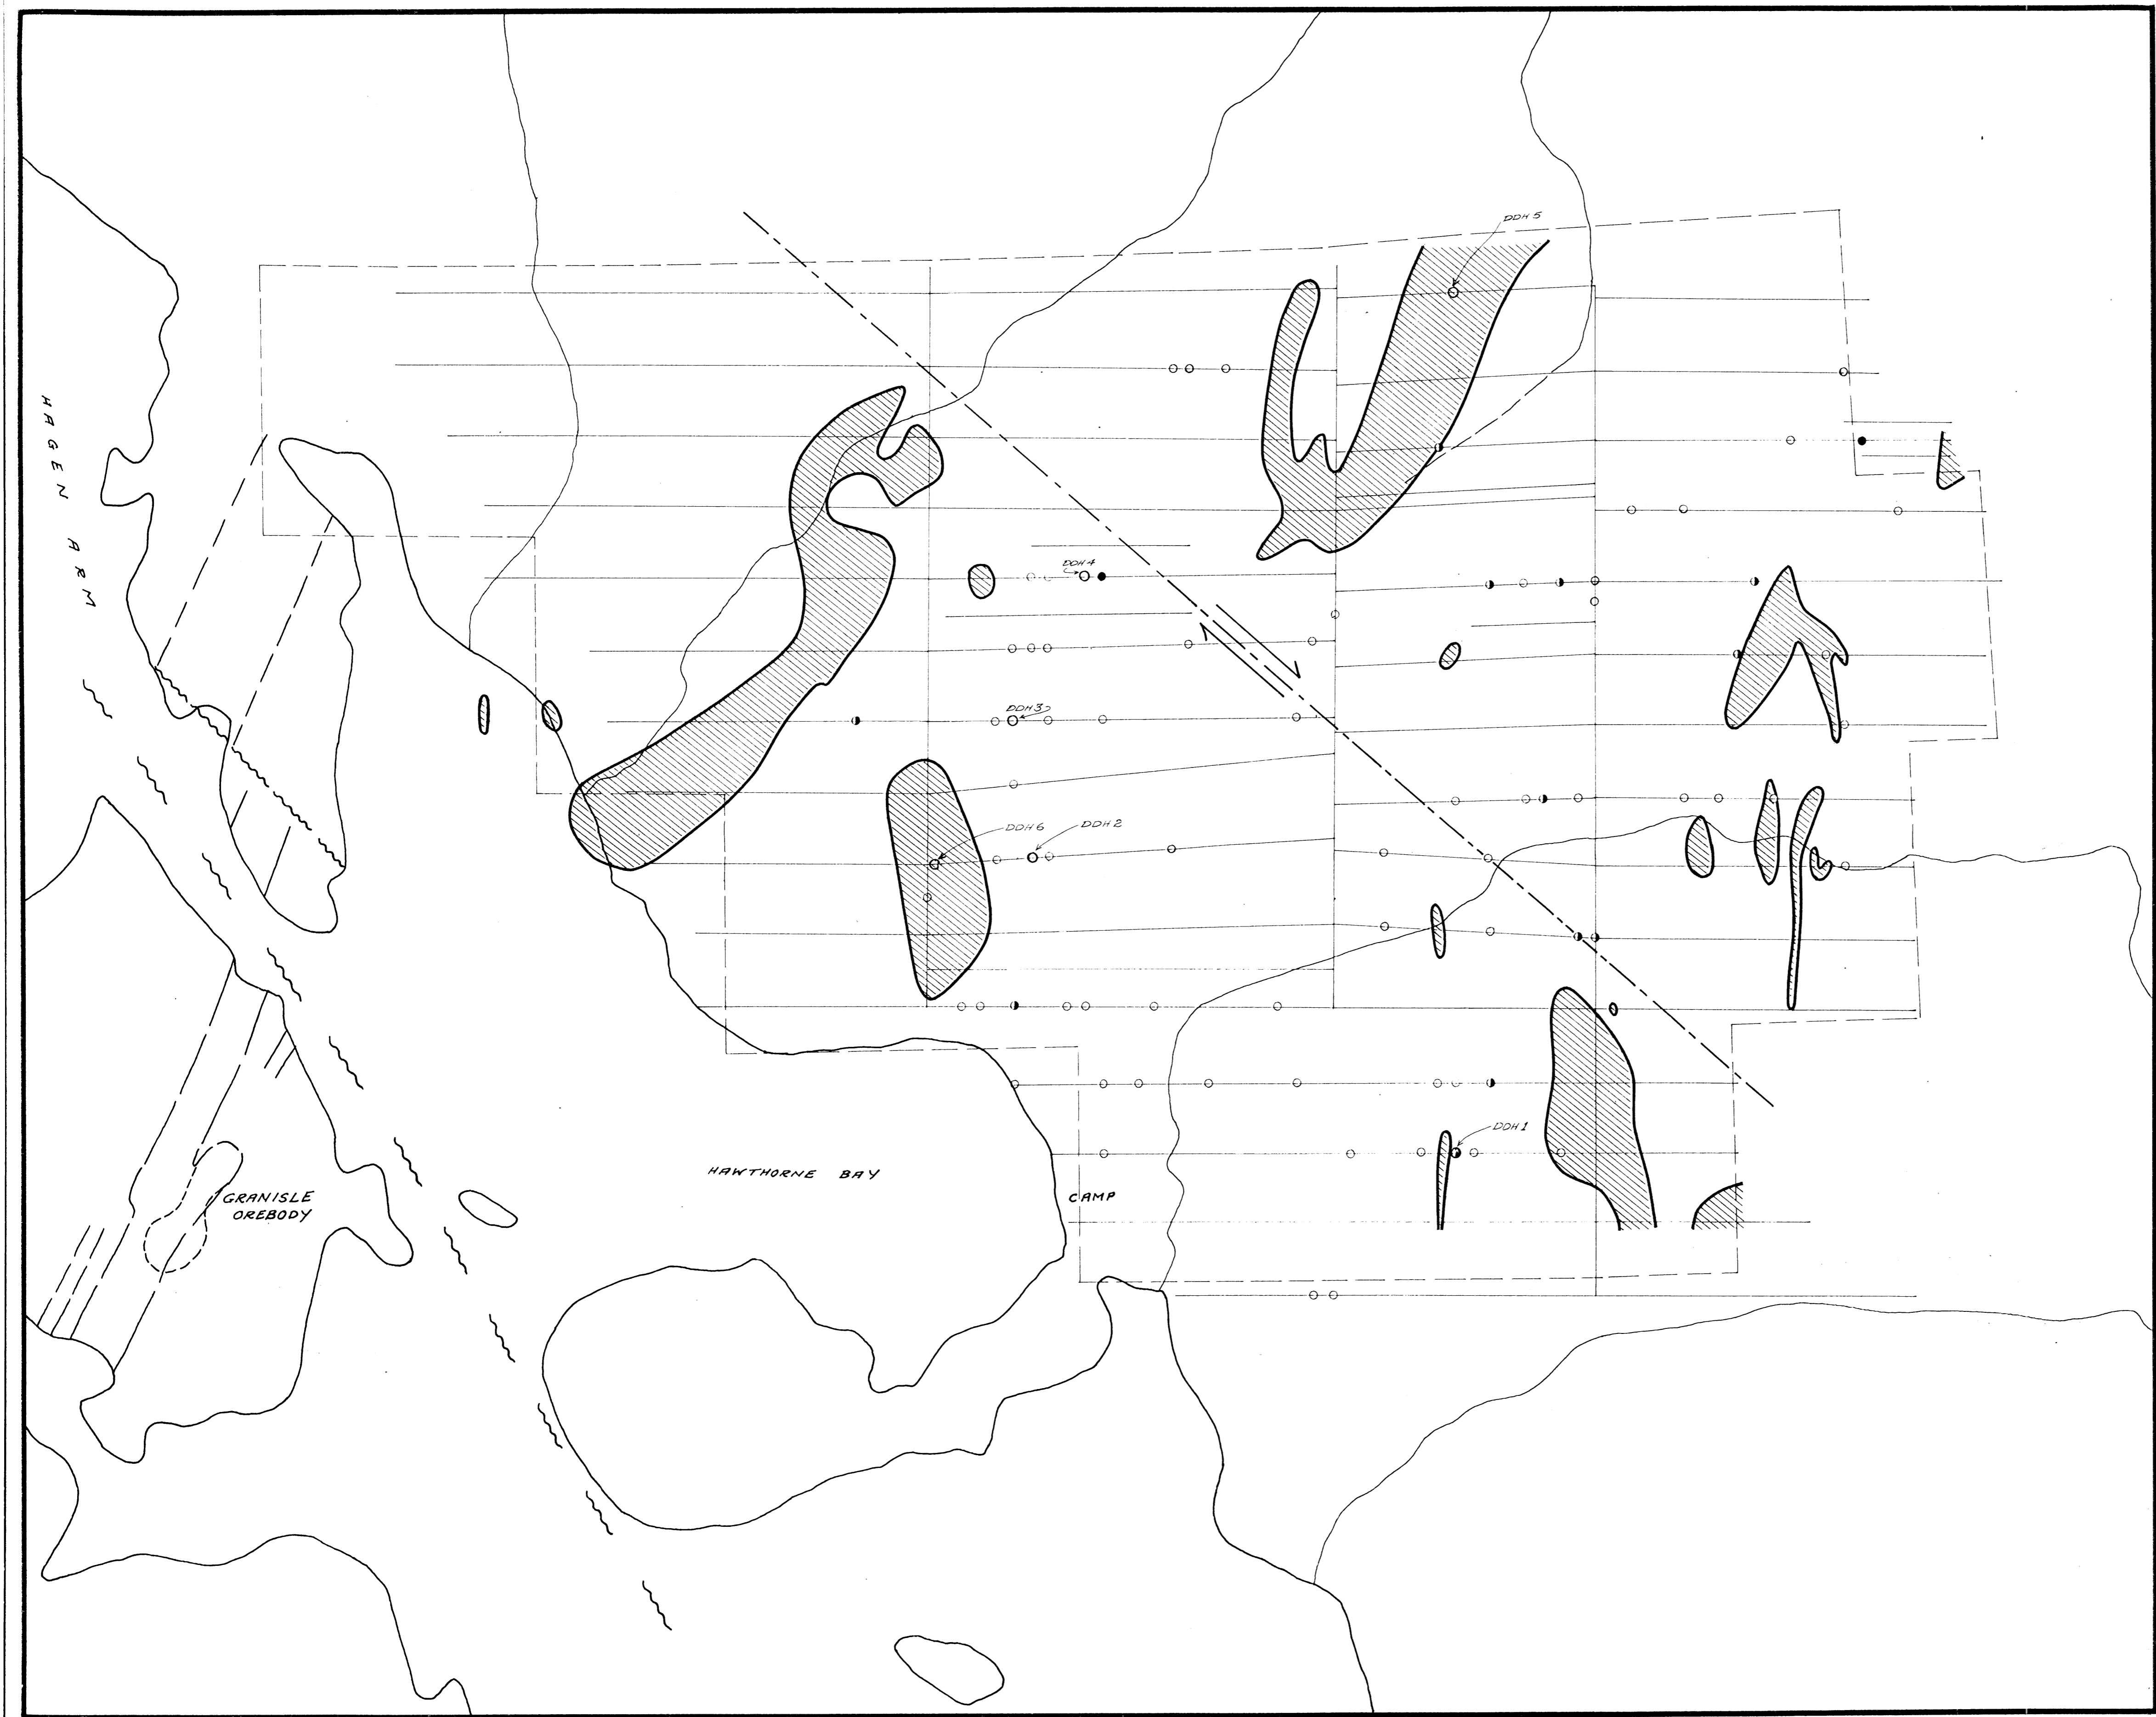 DDH 5
HAGEN ARM
DDH 4
DDH 3
DDH 6
DDH 2
DDH 1
HAWTHORNE BAY
CAMP
GRANISLE
OREBODY